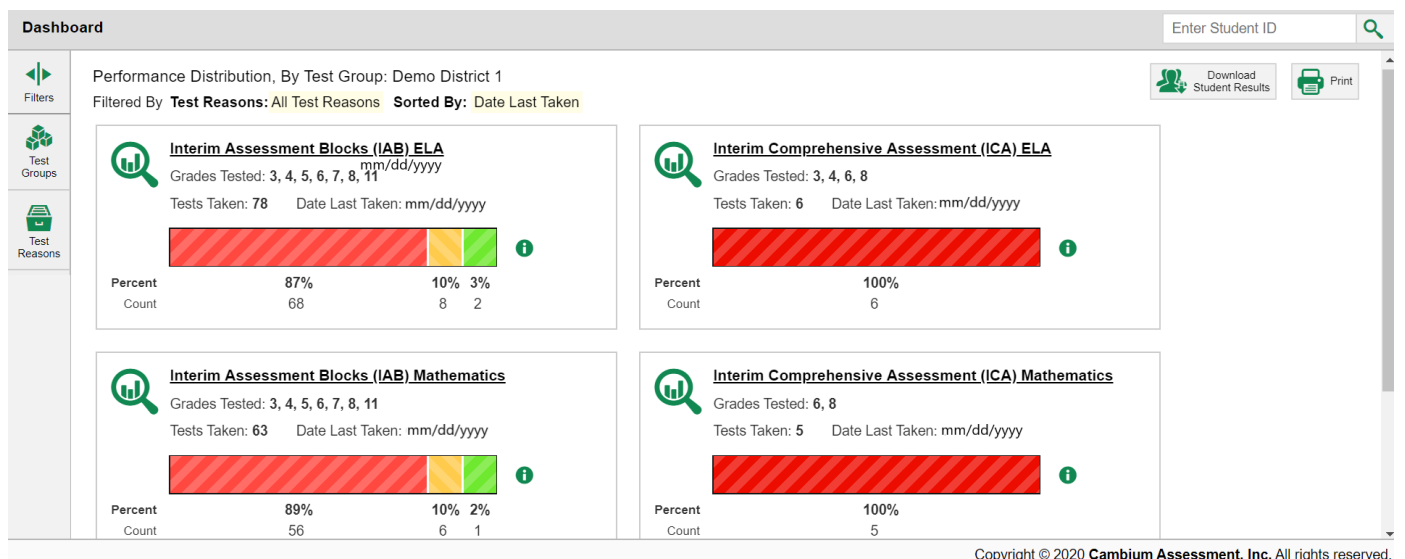 Dashboard
Enter Student ID
Filters
Test
Groups
Test
Reasons
Performance Distribution, By Test Group: Demo District 1
Filtered By Test Reasons: All Test Reasons Sorted By: Date Last Taken
Download
Student Results
Print
Interim Assessment Blocks (IAB) ELA
mm/dd/yyyy
Grades Tested: 3, 4, 5, 6, 7, 8, 11
Tests Taken: 78 Date Last Taken: mm/dd/yyyy
Percent 87% 10% 3%
Count 68 8 2
Interim Comprehensive Assessment (ICA) ELA
Grades Tested: 3, 4, 6, 8
Tests Taken: 6 Date Last Taken: mm/dd/yyyy
Percent 100%
Count 6
Interim Assessment Blocks (IAB) Mathematics
Grades Tested: 3, 4, 5, 6, 7, 8, 11
Tests Taken: 63 Date Last Taken: mm/dd/yyyy
Percent 89% 10% 2%
Count 56 6 1
Interim Comprehensive Assessment (ICA) Mathematics
Grades Tested: 6, 8
Tests Taken: 5 Date Last Taken: mm/dd/yyyy
Percent 100%
Count 5
Copyright © 2020 Cambium Assessment, Inc. All rights reserved.